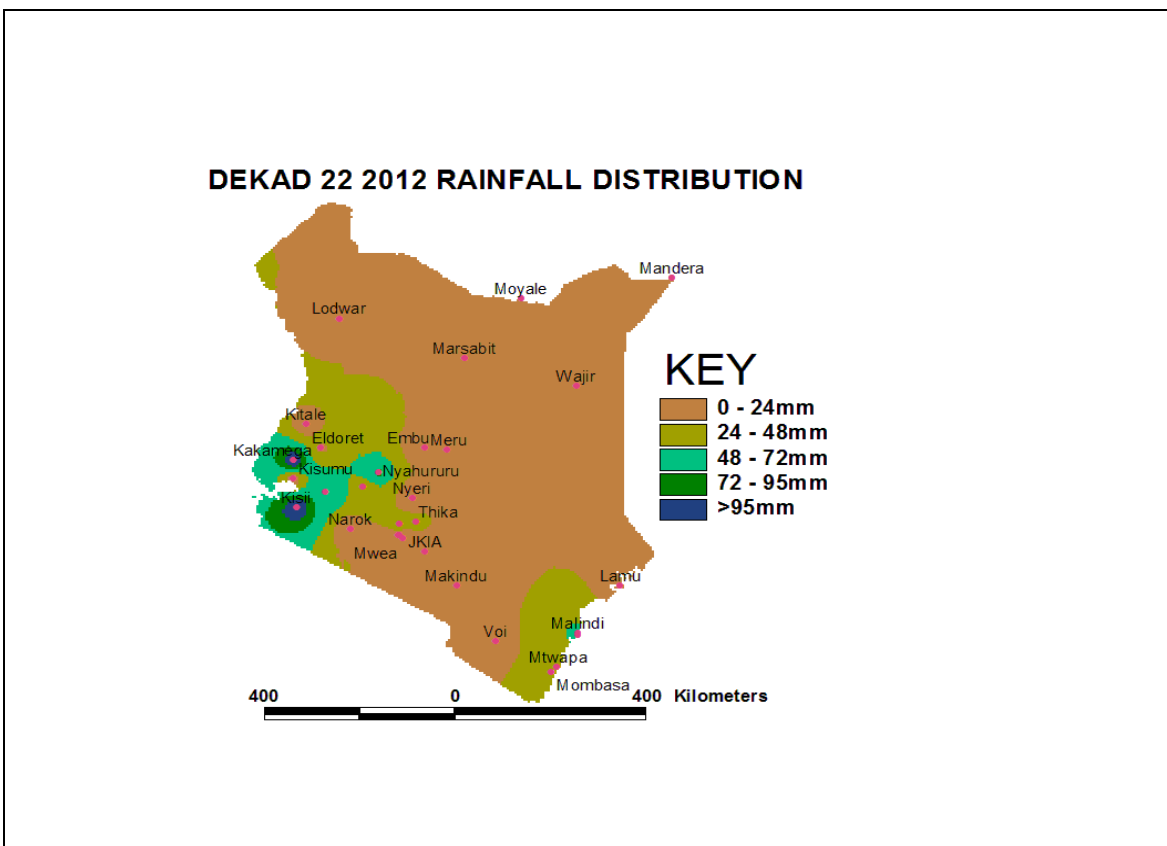 DEKAD 22 2012 RAINFALL DISTRIBUTION
Mandera
Moyale
Lodwar
Marsabit
Wajir
KEY
0 - 24mm
24 - 48mm
48 - 72mm
72 - 95mm
>95mm
Kitale
Eldoret
Embu
Meru
Kakamega
Kisumu
Nyahururu
Kisii
Nyeri
Narok
Thika
Mwea
JKIA
Makindu
Lamu
Voi
Malindi
Mtwapa
Mombasa
400 0 400 Kilometers